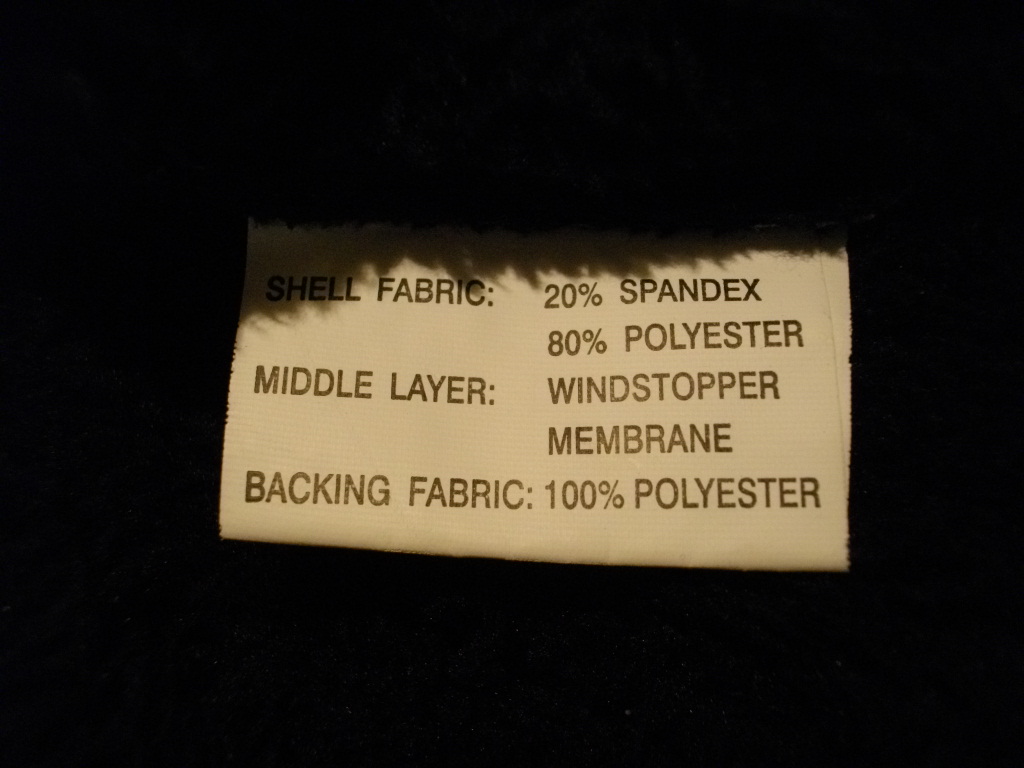 SHELL FABRIC: 20% SPANDEX
80% POLYESTER
MIDDLE LAYER: WINDSTOPPER
MEMBRANE
BACKING FABRIC: 100% POLYESTER